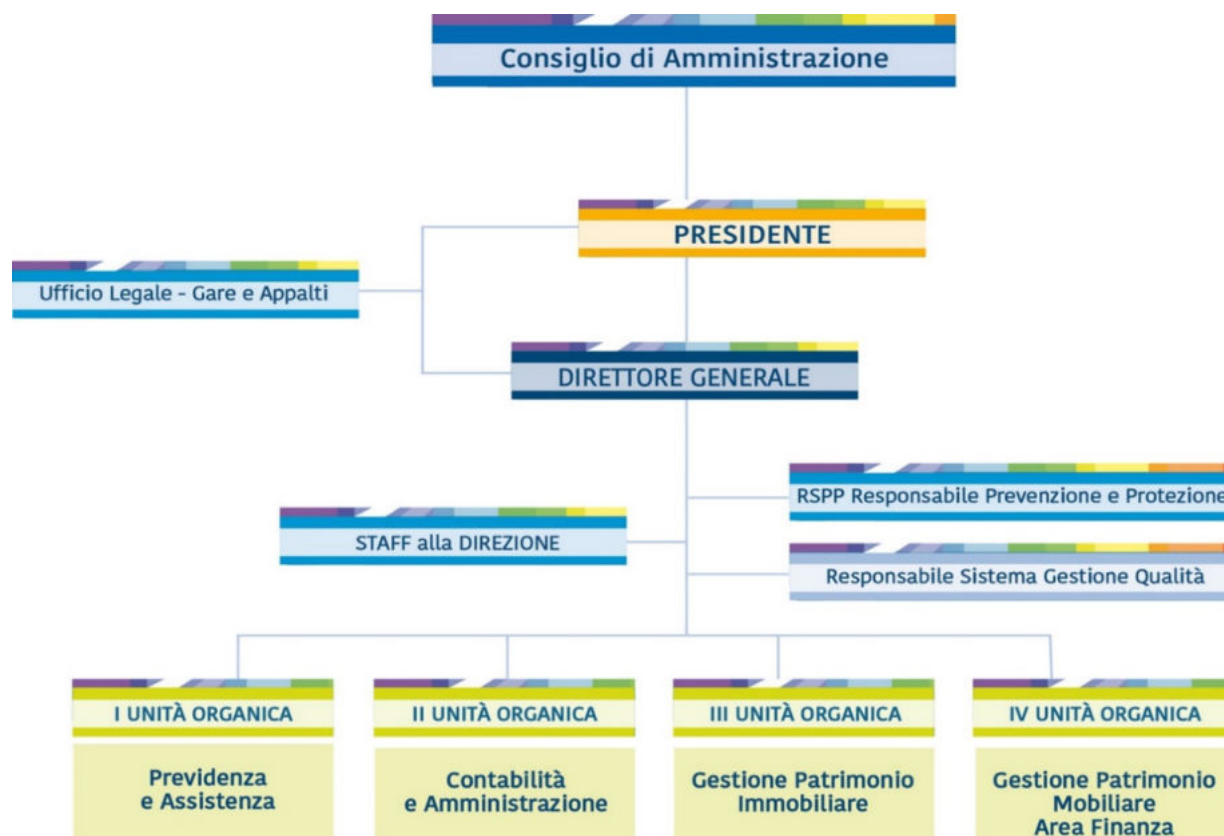 Consiglio di Amministrazione
PRESIDENTE
Ufficio Legale - Gare e Appalti
DIRETTORE GENERALE
RSPP Responsabile Prevenzione e Protezione
STAFF alla DIREZIONE
Responsabile Sistema Gestione Qualità
I UNITÀ ORGANICA
II UNITÀ ORGANICA
III UNITÀ ORGANICA
IV UNITÀ ORGANICA
Previdenza
e Assistenza
Contabilità
e Amministrazione
Gestione Patrimonio
Immobiliare
Gestione Patrimonio
Mobiliare
Area Finanza